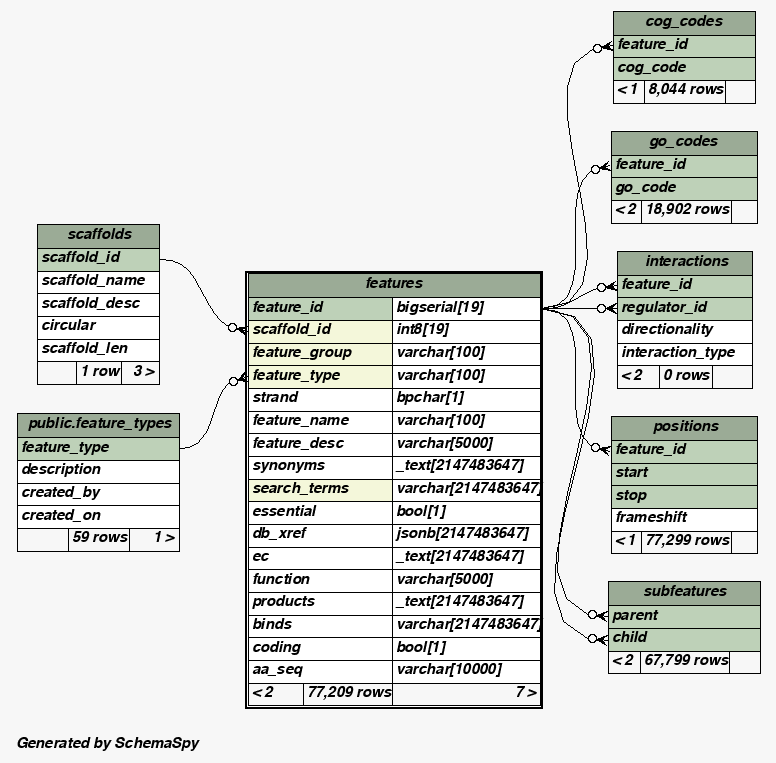 cog_codes
feature_id
cog_code
< 1 8,044 rows
go_codes
feature_id
go_code
< 2 18,902 rows
scaffolds
scaffold_id
scaffold_name
scaffold_desc
circular
scaffold_len
1 row 3 >
interactions
feature_id
regulator_id
directionality
interaction_type
< 2 0 rows
features
feature_id bigserial[19]
scaffold_id int8[19]
feature_group varchar[100]
feature_type varchar[100]
strand bpchar[1]
feature_name varchar[100]
feature_desc varchar[5000]
synonyms _text[2147483647]
search_terms varchar[2147483647]
essential bool[1]
db_xref jsonb[2147483647]
ec _text[2147483647]
function varchar[5000]
products _text[2147483647]
binds varchar[2147483647]
coding bool[1]
aa_seq varchar[10000]
< 2 77,209 rows 7 >
public.feature_types
feature_type
description
created_by
created_on
59 rows 1 >
positions
feature_id
start
stop
frameshift
< 1 77,299 rows
subfeatures
parent
child
< 2 67,799 rows
Generated by SchemaSpy